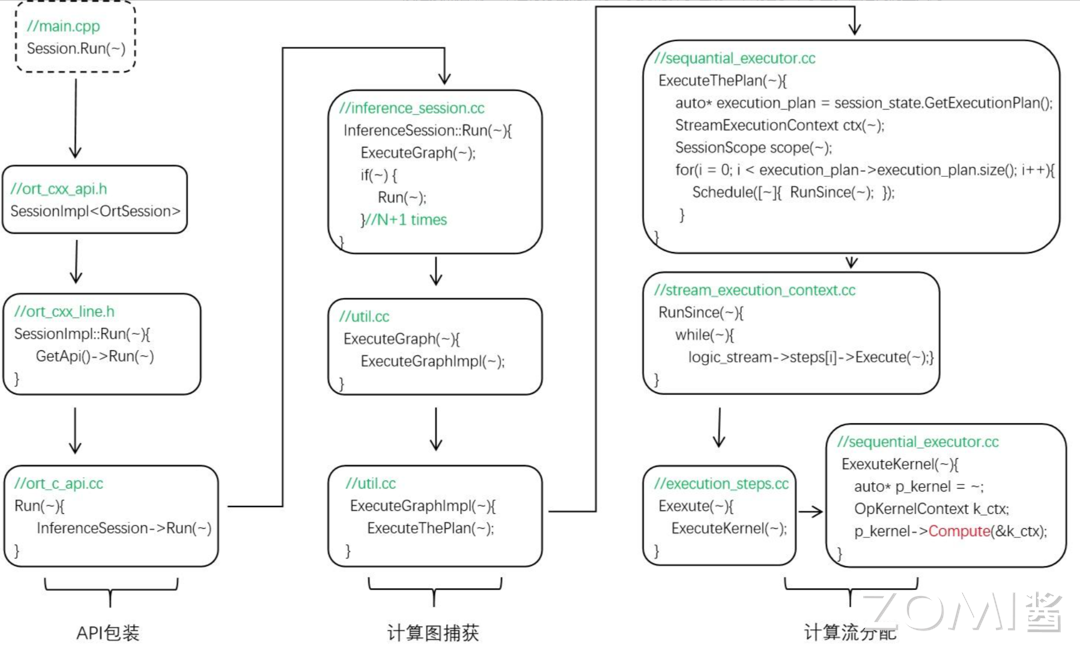 //main.cpp
Session.Run(~)
//ort_cxx_api.h
SessionImpl<OrtSession>
//ort_cxx_line.h
SessionImpl::Run(~){
GetApi()->Run(~)
}
//ort_c_api.cc
Run(~){
InferenceSession->Run(~)
}
API包装
//inference_session.cc
InferenceSession::Run(~){
ExecuteGraph(~);
if(~) {
Run(~);
}//N+1 times
}
//util.cc
ExecuteGraph(~){
ExecuteGraphImpl(~);
}
//util.cc
ExecuteGraphImpl(~){
ExecuteThePlan(~);
}
计算图捕获
//sequantial_executor.cc
ExecuteThePlan(~){
auto* execution_plan = session_state.GetExecutionPlan();
StreamExecutionContext ctx(~);
SessionScope scope(~);
for(i = 0; i < execution_plan->execution_plan.size(); i++){
Schedule([~]{ RunSince(~); });
}
}
//stream_execution_context.cc
RunSince(~){
while(~){
logic_stream->steps[i]->Execute(~);}
}
//execution_steps.cc
Exexute(~){
ExecuteKernel(~);
}
//sequential_executor.cc
ExexuteKernel(~){
auto* p_kernel = ~;
OpKernelContext k_ctx;
p_kernel->Compute(&k_ctx);
}
计算流分配
ZOMI酱